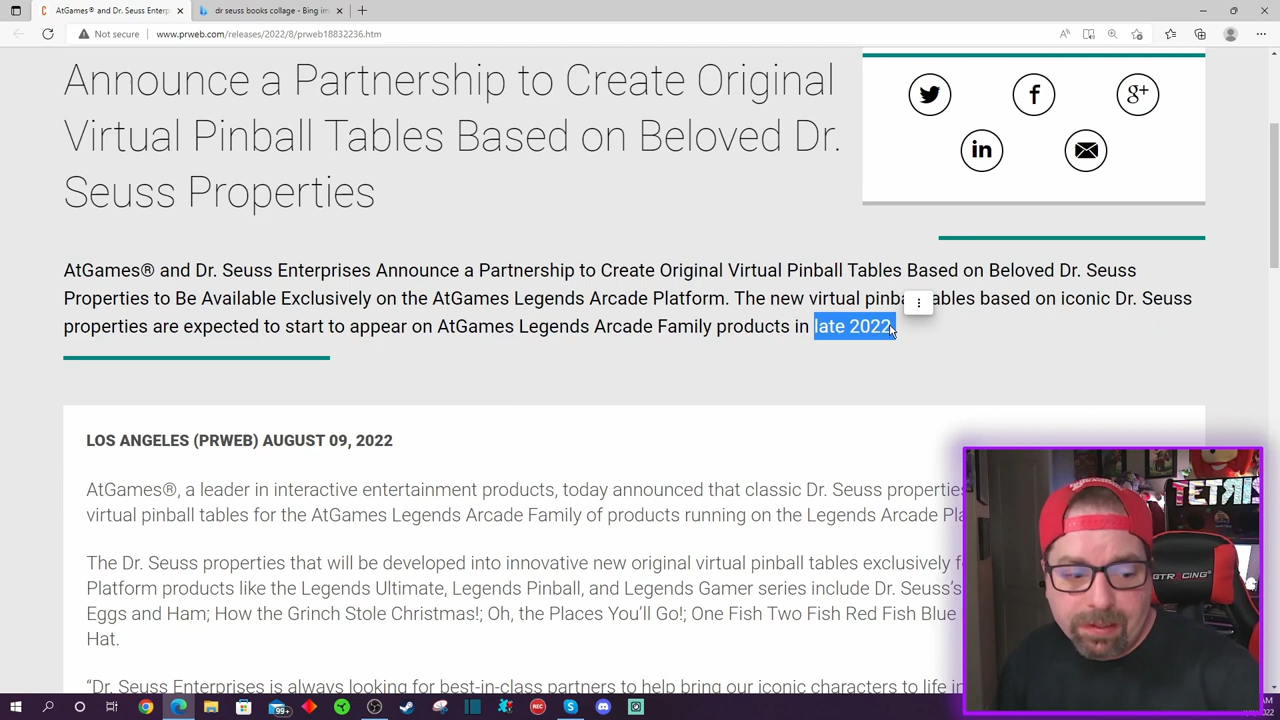 AtGames® and Dr. Seuss Enterp
dr seuss books collage - Bing im
Not secure
www.prweb.com/releases/2022/8/prweb18832236.htm
Announce a Partnership to Create Original
Virtual Pinball Tables Based on Beloved Dr.
Seuss Properties
f
g+
in
AtGames® and Dr. Seuss Enterprises Announce a Partnership to Create Original Virtual Pinball Tables Based on Beloved Dr. Seuss
Properties to Be Available Exclusively on the AtGames Legends Arcade Platform. The new virtual pinba ables based on iconic Dr. Seuss
properties are expected to start to appear on AtGames Legends Arcade Family products in late 2022.
LOS ANGELES (PRWEB) AUGUST 09, 2022
AtGames®, a leader in interactive entertainment products, today announced that classic Dr. Seuss properties
virtual pinball tables for the AtGames Legends Arcade Family of products running on the Legends Arcade Pla
The Dr. Seuss properties that will be developed into innovative new original virtual pinball tables exclusively f
Platform products like the Legends Ultimate, Legends Pinball, and Legends Gamer series include Dr. Seuss's
Eggs and Ham; How the Grinch Stole Christmas!; Oh, the Places You'll Go!; One Fish Two Fish Red Fish Blue
Hat.
"Dr. Seuss Enterprises is always looking for best-in-class partners to help bring our iconic characters to life in
TETRIS
GTRACING
99+
REC